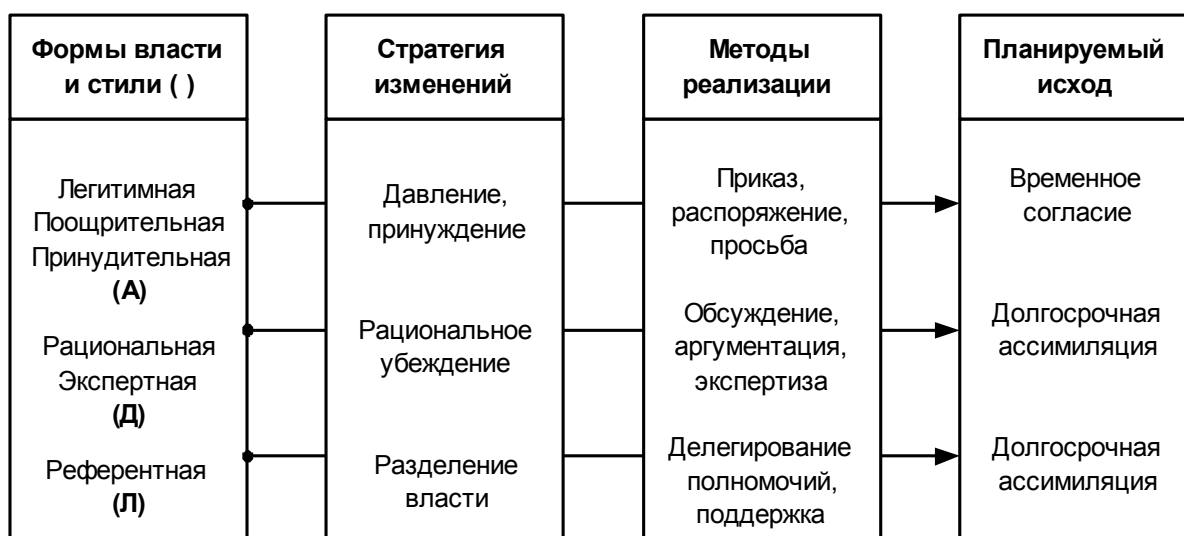 Формы власти
и стили ( )
Легитимная
Поощрительная
Принудительная
(А)
Рациональная
Экспертная
(Д)
Референтная
(Л)
Стратегия
изменений
Давление,
принуждение
Рациональное
убеждение
Разделение
власти
Методы
реализации
Приказ,
распоряжение,
просьба
Обсуждение,
аргументация,
экспертиза
Делегирование
полномочий,
поддержка
Планируемый
исход
Временное
согласие
Долгосрочная
ассимиляция
Долгосрочная
ассимиляция